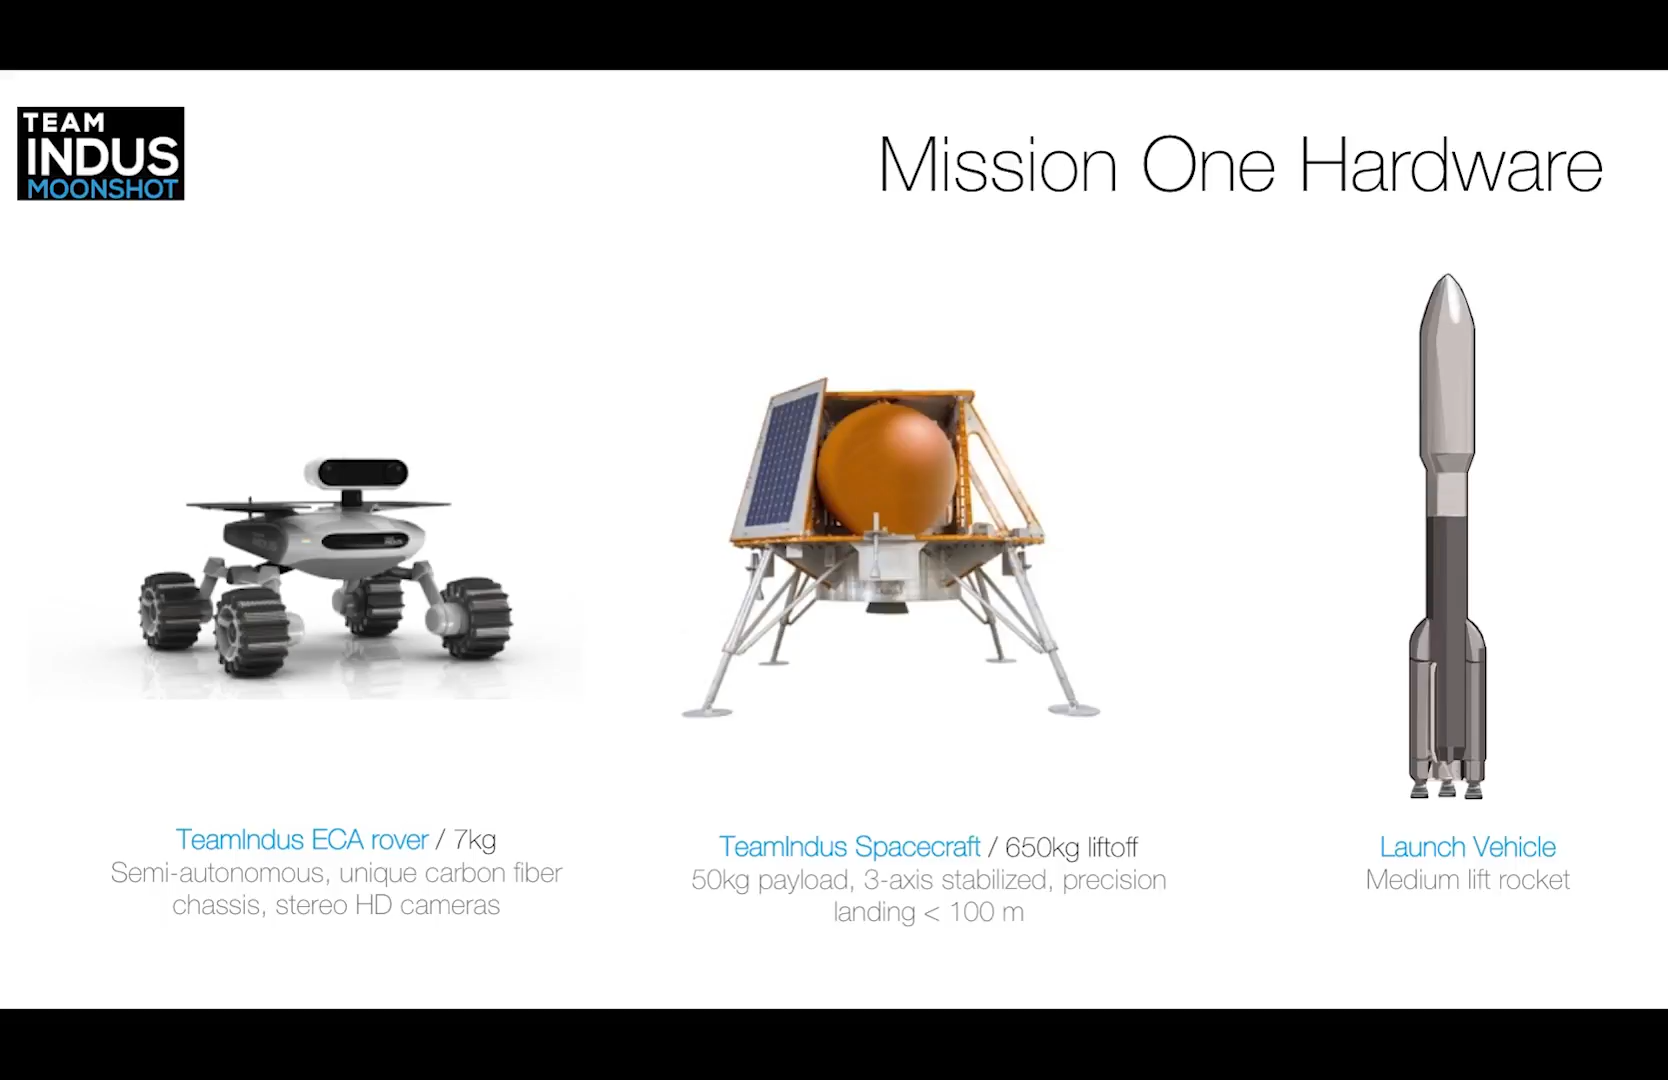 TEAM
INDUS
MOONSHOT
Mission One Hardware
TeamIndus ECA rover / 7kg
Semi-autonomous, unique carbon fiber
chassis, stereo HD cameras
TeamIndus Spacecraft / 650kg liftoff
50kg payload, 3-axis stabilized, precision
landing < 100 m
Launch Vehicle
Medium lift rocket